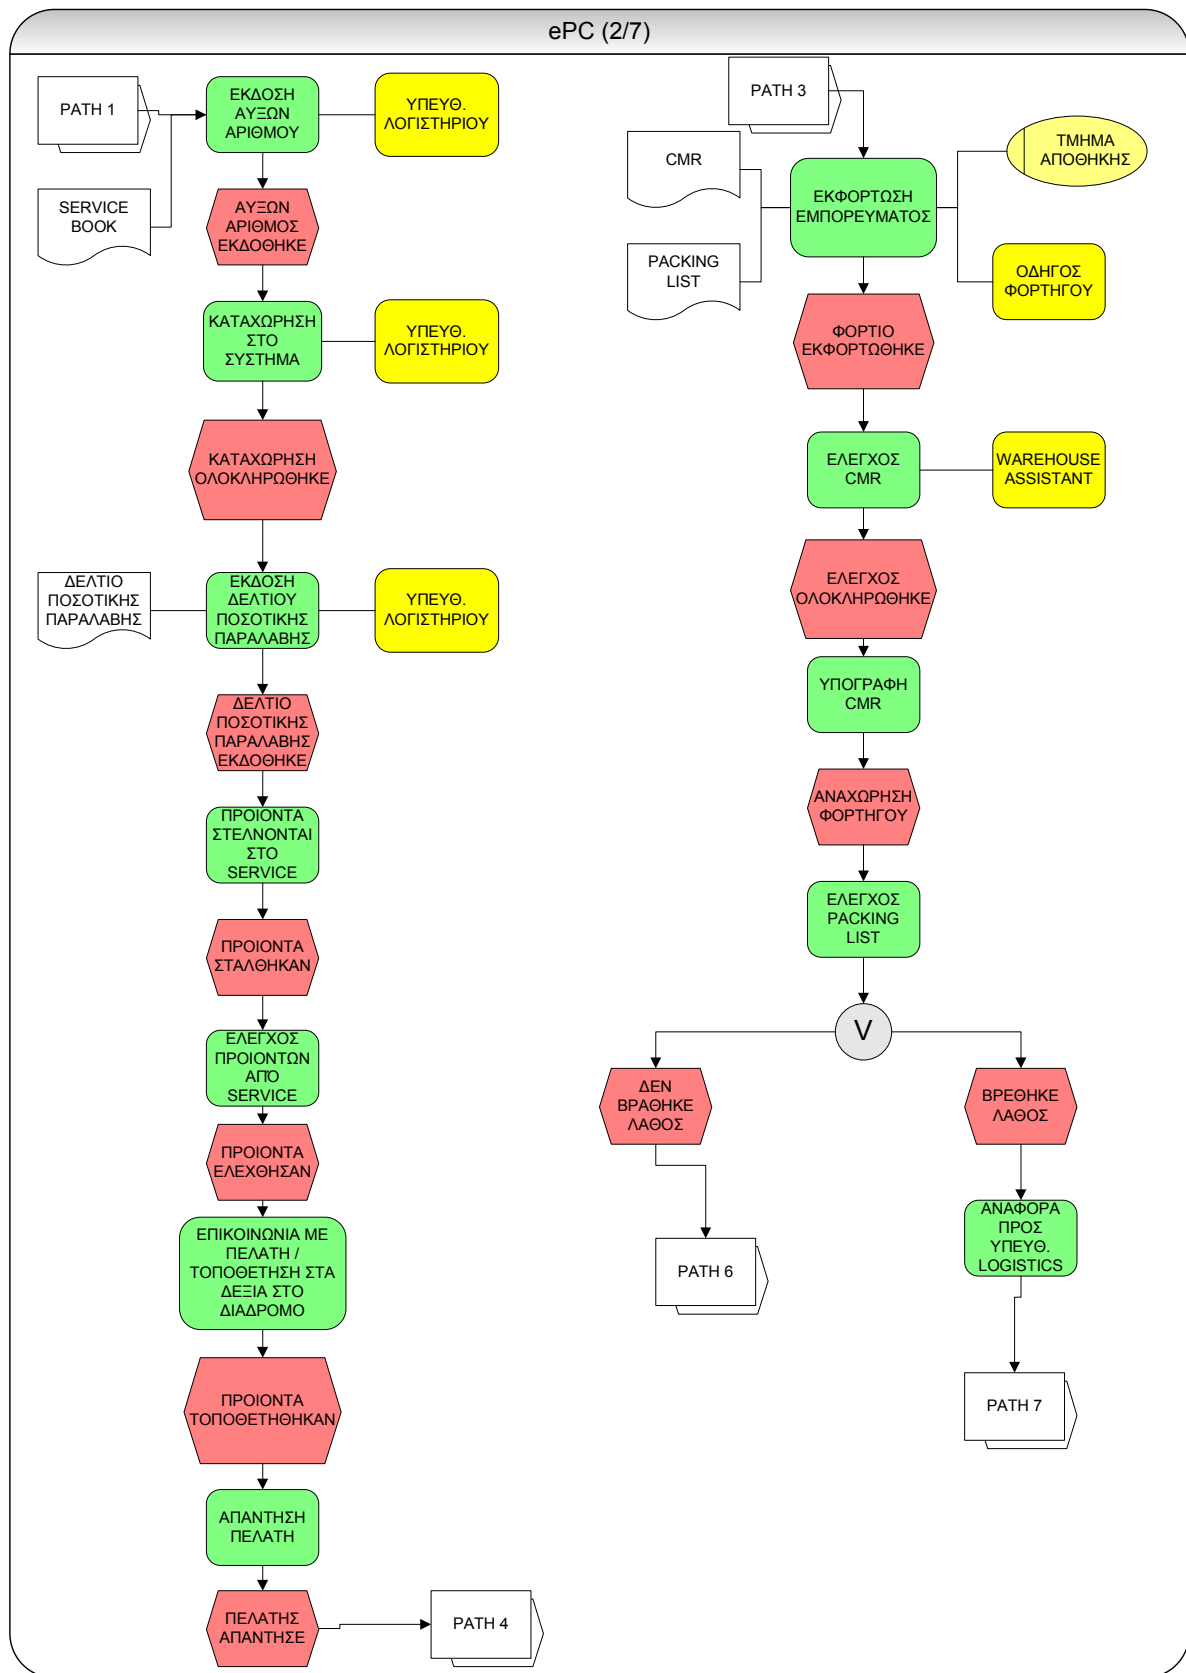 ePC (2/7)
PATH 1
ΕΚΔΟΣΗ
ΑΥΞΩΝ
ΑΡΙΘΜΟΥ
ΥΠΕΥΘ.
ΛΟΓΙΣΤΗΡΙΟΥ
SERVICE
BOOK
ΑΥΞΩΝ
ΑΡΙΘΜΟΣ
ΕΚΔΟΘΗΚΕ
ΚΑΤΑΧΩΡΗΣΗ
ΣΤΟ
ΣΥΣΤΗΜΑ
ΥΠΕΥΘ.
ΛΟΓΙΣΤΗΡΙΟΥ
ΚΑΤΑΧΩΡΗΣΗ
ΟΛΟΚΛΗΡΩΘΗΚΕ
ΔΕΛΤΙΟ
ΠΟΣΟΤΙΚΗΣ
ΠΑΡΑΛΑΒΗΣ
ΕΚΔΟΣΗ
ΔΕΛΤΙΟΥ
ΠΟΣΟΤΙΚΗΣ
ΠΑΡΑΛΑΒΗΣ
ΥΠΕΥΘ.
ΛΟΓΙΣΤΗΡΙΟΥ
ΔΕΛΤΙΟ
ΠΟΣΟΤΙΚΗΣ
ΠΑΡΑΛΑΒΗΣ
ΕΚΔΟΘΗΚΕ
ΠΡΟΙΟΝΤΑ
ΣΤΕΛΝΟΝΤΑΙ
ΣΤΟ
SERVICE
ΠΡΟΙΟΝΤΑ
ΣΤΑΛΘΗΚΑΝ
ΕΛΕΓΧΟΣ
ΠΡΟΙΟΝΤΩΝ
ΑΠΌ
SERVICE
ΠΡΟΙΟΝΤΑ
ΕΛΕΧΘΗΣΑΝ
ΕΠΙΚΟΙΝΩΝΙΑ ΜΕ
ΠΕΛΑΤΗ /
ΤΟΠΟΘΕΤΗΣΗ ΣΤΑ
ΔΕΞΙΑ ΣΤΟ
ΔΙΑΔΡΟΜΟ
ΠΡΟΙΟΝΤΑ
ΤΟΠΟΘΕΤΗΘΗΚΑΝ
ΑΠΑΝΤΗΣΗ
ΠΕΛΑΤΗ
ΠΕΛΑΤΗΣ
ΑΠΑΝΤΗΣΕ
PATH 4
PATH 3
CMR
ΤΜΗΜΑ
ΑΠΟΘΗΚΗΣ
ΕΚΦΟΡΤΩΣΗ
ΕΜΠΟΡΕΥΜΑΤΟΣ
PACKING
LIST
ΟΔΗΓΟΣ
ΦΟΡΤΗΓΟΥ
ΦΟΡΤΙΟ
ΕΚΦΟΡΤΩΘΗΚΕ
ΕΛΕΓΧΟΣ
CMR
WAREHOUSE
ASSISTANT
ΕΛΕΓΧΟΣ
ΟΛΟΚΛΗΡΩΘΗΚΕ
ΥΠΟΓΡΑΦΗ
CMR
ΑΝΑΧΩΡΗΣΗ
ΦΟΡΤΗΓΟΥ
ΕΛΕΓΧΟΣ
PACKING
LIST
V
ΔΕΝ
ΒΡΑΘΗΚΕ
ΛΑΘΟΣ
ΒΡΕΘΗΚΕ
ΛΑΘΟΣ
PATH 6
ΑΝΑΦΟΡΑ
ΠΡΟΣ
ΥΠΕΥΘ.
LOGISTICS
PATH 7